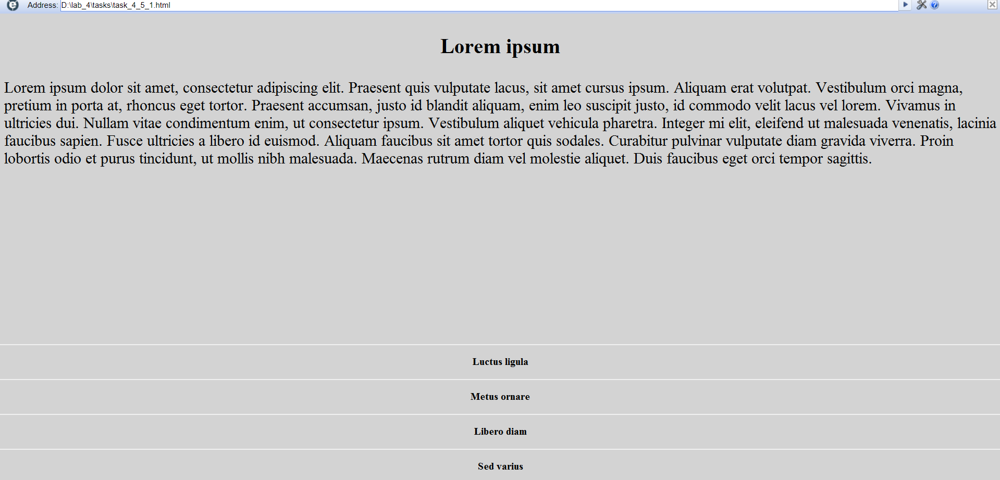 Address: D:\lab_4\tasks\task_4_5_1.html
Lorem ipsum
Lorem ipsum dolor sit amet, consectetur adipiscing elit. Praesent quis vulputate lacus, sit amet cursus ipsum. Aliquam erat volutpat. Vestibulum orci magna,
pretium in porta at, rhoncus eget tortor. Praesent accumsan, justo id blandit aliquam, enim leo suscipit justo, id commodo velit lacus vel lorem. Vivamus in
ultricies dui. Nullam vitae condimentum enim, ut consectetur ipsum. Vestibulum aliquet vehicula pharetra. Integer mi elit, eleifend ut malesuada venenatis, lacinia
faucibus sapien. Fusce ultricies a libero id euismod. Aliquam faucibus sit amet tortor quis sodales. Curabitur pulvinar vulputate diam gravida viverra. Proin
lobortis odio et purus tincidunt, ut mollis nibh malesuada. Maecenas rutrum diam vel molestie aliquet. Duis faucibus eget orci tempor sagittis.
Luctus ligula
Metus ornare
Libero diam
Sed varius